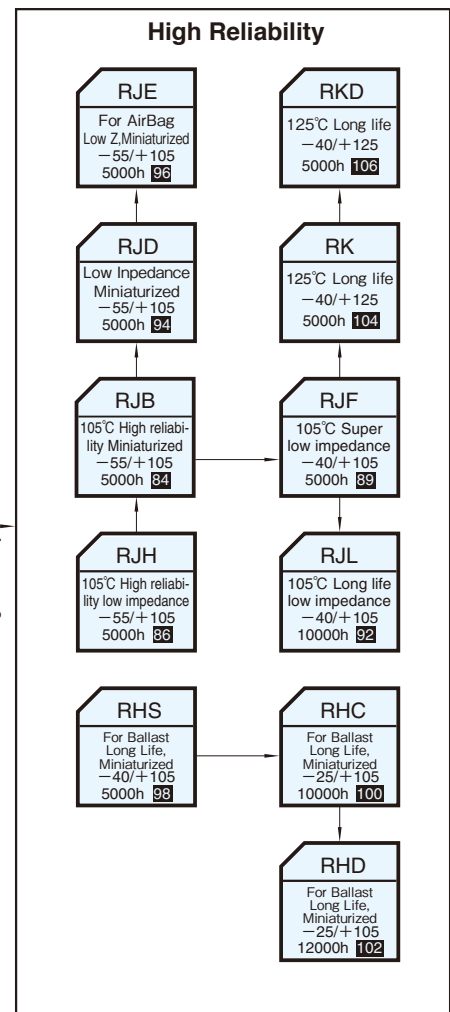 High Reliability
RJE
For AirBag
Low Z,Miniaturized
−55/+105
5000h 96
RKD
125℃ Long life
−40/+125
5000h 106
RJD
Low Inpedance
Miniaturized
−55/+105
5000h 94
RK
125℃ Long life
−40/+125
5000h 104
RJB
105℃ High reliabi-
lity Miniaturized
−55/+105
5000h 84
RJF
105℃ Super
low impedance
−40/+105
5000h 89
RJH
105℃ High reliabi-
lity low impedance
−55/+105
5000h 86
RJL
105℃ Long life
low impedance
−40/+105
10000h 92
RHS
For Ballast
Long Life,
Miniaturized
−40/+105
5000h 98
RHC
For Ballast
Long Life,
Miniaturized
−25/+105
10000h 100
RHD
For Ballast
Long Life,
Miniaturized
−25/+105
12000h 102